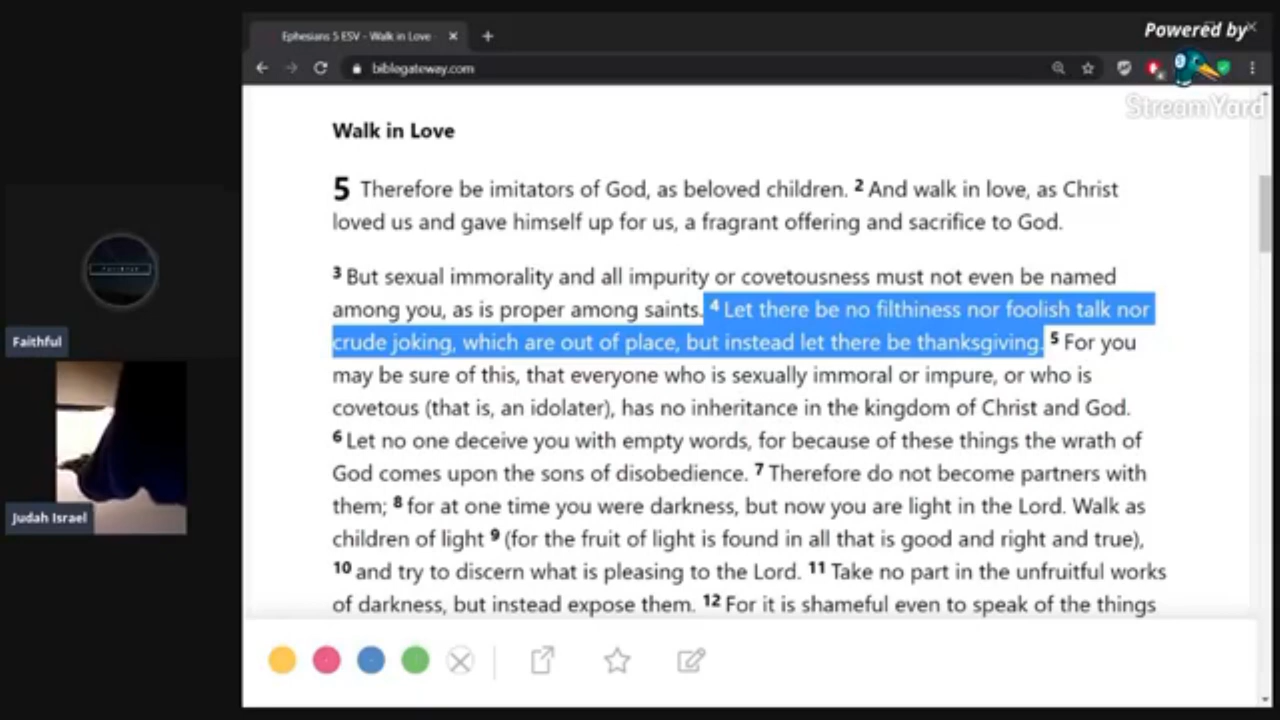 Ephesians 5 ESV - Walk in Love
Powered by
biblegateway.com
StreamYard
Walk in Love
5 Therefore be imitators of God, as beloved children. 2 And walk in love, as Christ
loved us and gave himself up for us, a fragrant offering and sacrifice to God.
3 But sexual immorality and all impurity or covetousness must not even be named
among you, as is proper among saints. 4 Let there be no filthiness nor foolish talk nor
crude joking, which are out of place, but instead let there be thanksgiving. 5 For you
may be sure of this, that everyone who is sexually immoral or impure, or who is
covetous (that is, an idolater), has no inheritance in the kingdom of Christ and God.
6 Let no one deceive you with empty words, for because of these things the wrath of
God comes upon the sons of disobedience. 7 Therefore do not become partners with
them; 8 for at one time you were darkness, but now you are light in the Lord. Walk as
children of light 9 (for the fruit of light is found in all that is good and right and true),
10 and try to discern what is pleasing to the Lord. 11 Take no part in the unfruitful works
of darkness, but instead expose them. 12 For it is shameful even to speak of the things
Faithful
Judah Israel